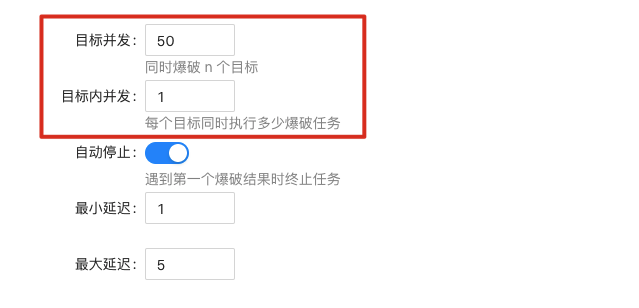 目标并发： 50
同时爆破 n 个目标
目标内并发： 1
每个目标同时执行多少爆破任务
自动停止：
遇到第一个爆破结果时终止任务
最小延迟： 1
最大延迟： 5